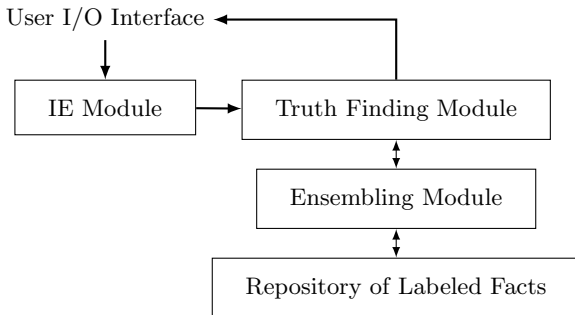 User I/O Interface
IE Module
Truth Finding Module
Ensembling Module
Repository of Labeled Facts